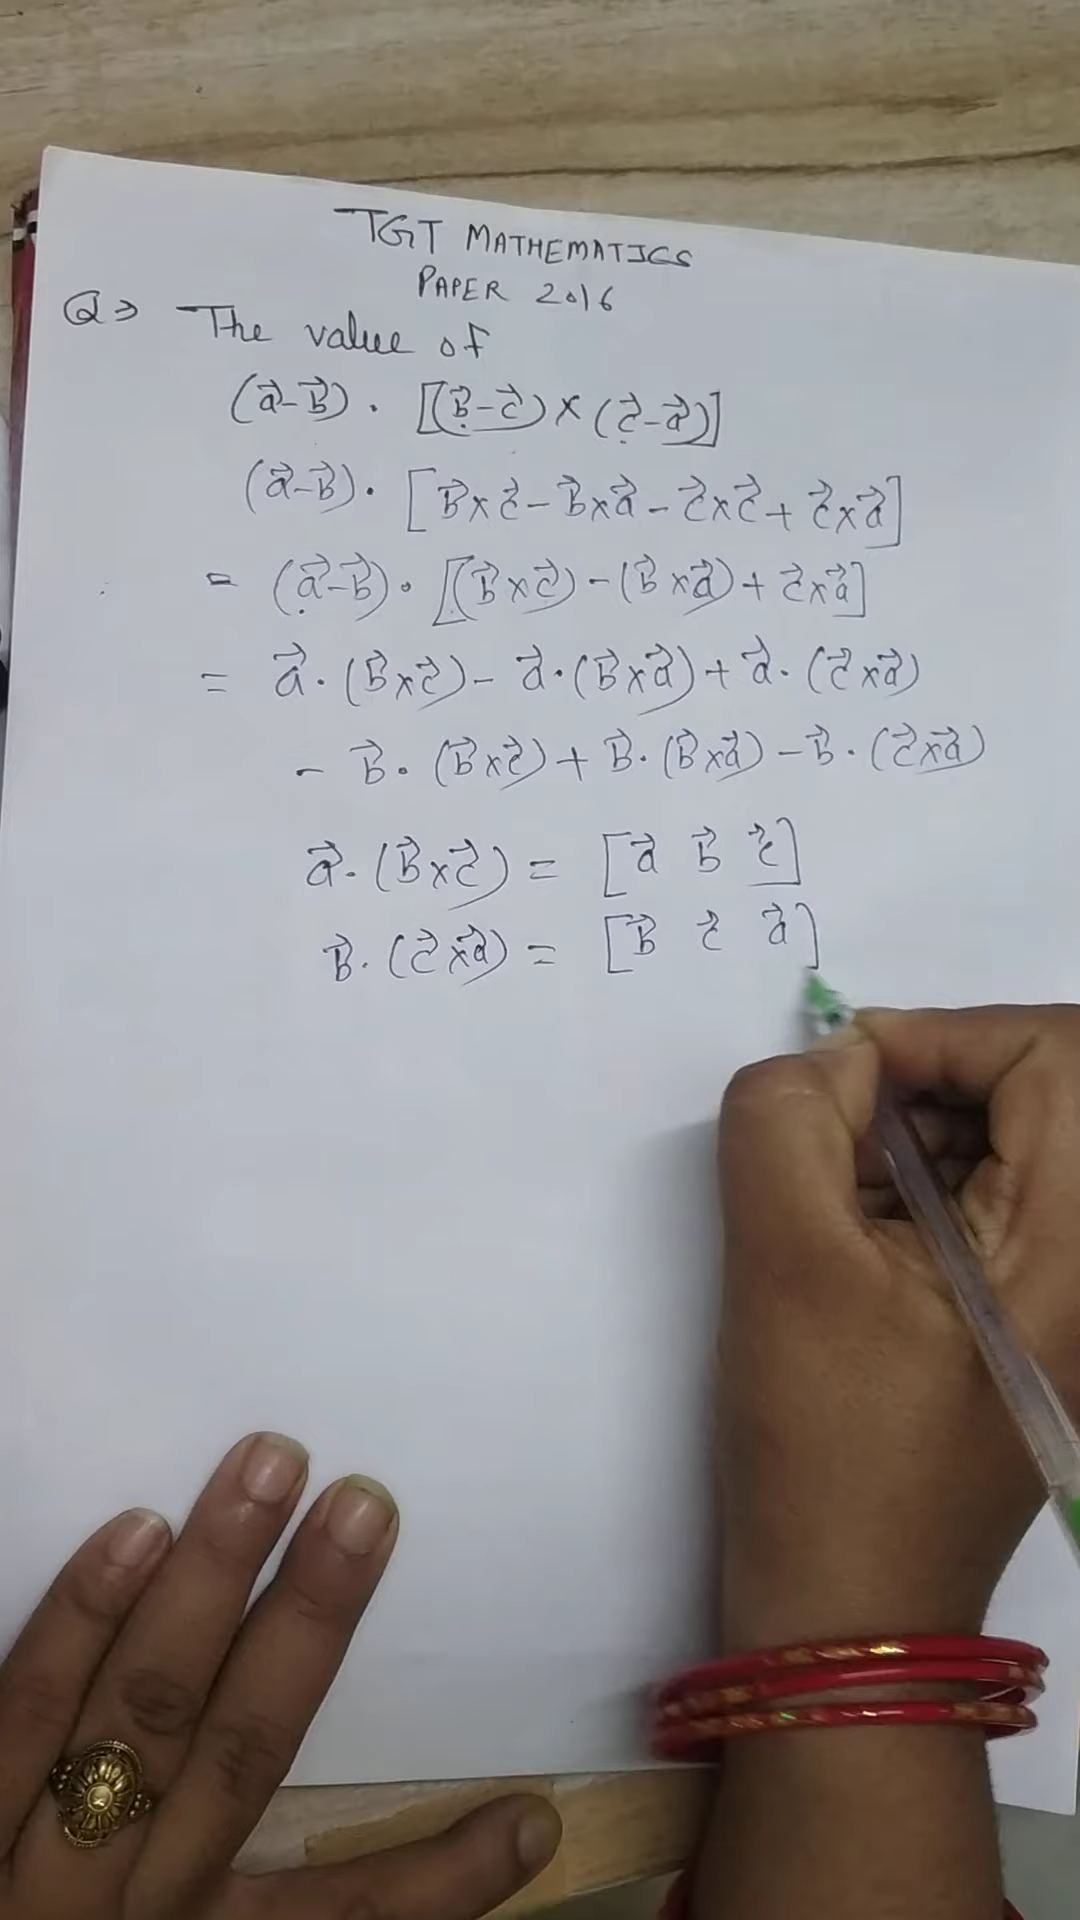 TGT MATHEMATICS
PAPER 2016
Q⇒ The value of
(a⃗-b⃗). [(b⃗-c⃗)×(c⃗-a⃗)]
(a⃗-b⃗). [b⃗×c⃗-b⃗×a⃗-c⃗×c⃗+c⃗×a⃗]
= (a⃗-b⃗). [(b⃗×c⃗)-(b⃗×a⃗)+c⃗×a⃗]
= a⃗.(b⃗×c⃗)-a⃗.(b⃗×a⃗)+a⃗.(c⃗×a⃗)
- b⃗.(b⃗×c⃗)+b⃗.(b⃗×a⃗)-b⃗.(c⃗×a⃗)
a⃗.(b⃗×c⃗) = [a⃗ b⃗ c⃗]
b⃗.(c⃗×a⃗) = [b⃗ c⃗ a⃗]